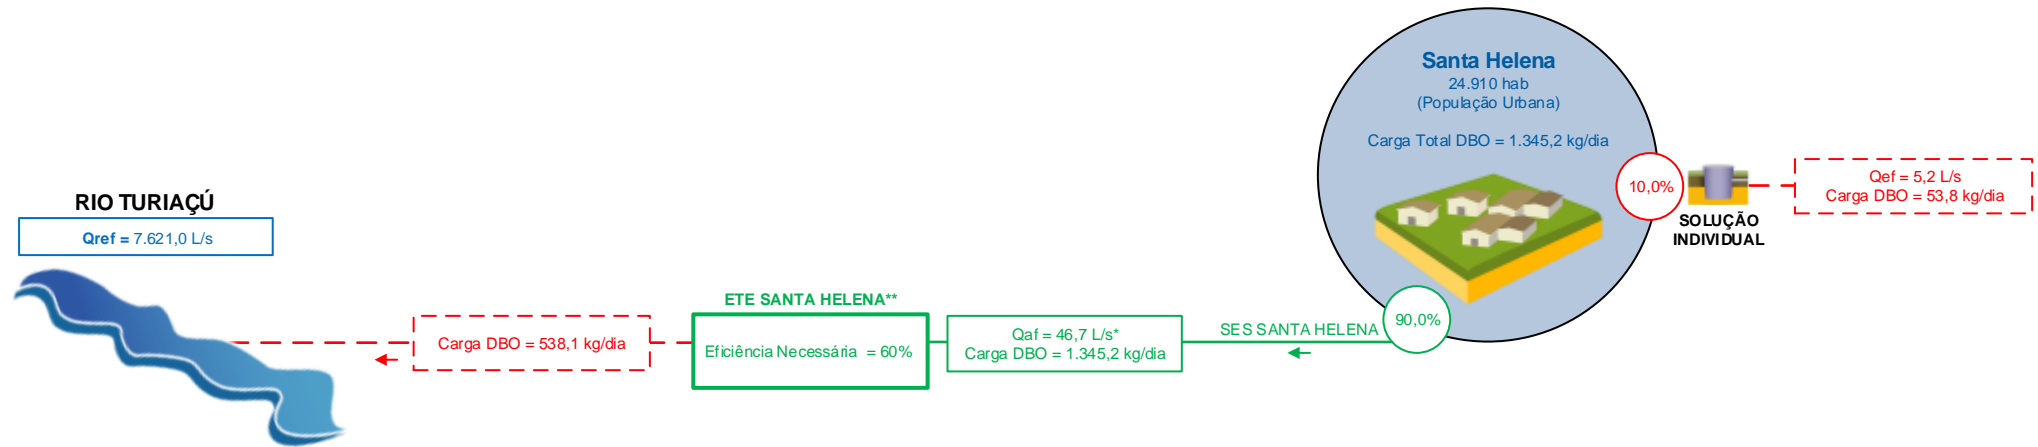 RIO TURIAÇÚ
Qref = 7.621,0 L/s
Carga DBO = 538,1 kg/dia
ETE SANTA HELENA**
Eficiência Necessária = 60%
Qaf = 46,7 L/s*
Carga DBO = 1.345,2 kg/dia
SES SANTA HELENA
90,0%
Santa Helena
24.910 hab
(População Urbana)
Carga Total DBO = 1.345,2 kg/dia
10,0%
SOLUÇÃO
INDIVIDUAL
Qef = 5,2 L/s
Carga DBO = 53,8 kg/dia